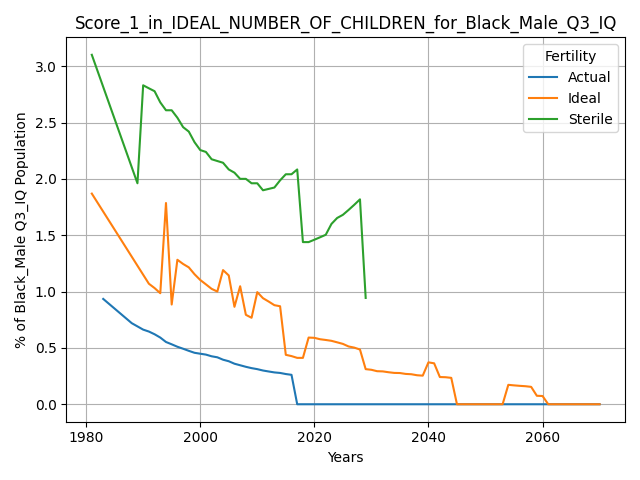 Score_1_in_IDEAL_NUMBER_OF_CHILDREN_for_Black_Male_Q3_IQ
Fertility
Actual
Ideal
Sterile
% of Black_Male Q3_IQ Population
3.0
2.5
2.0
1.5
1.0
0.5
0.0
1980 2000 2020 2040 2060
Years